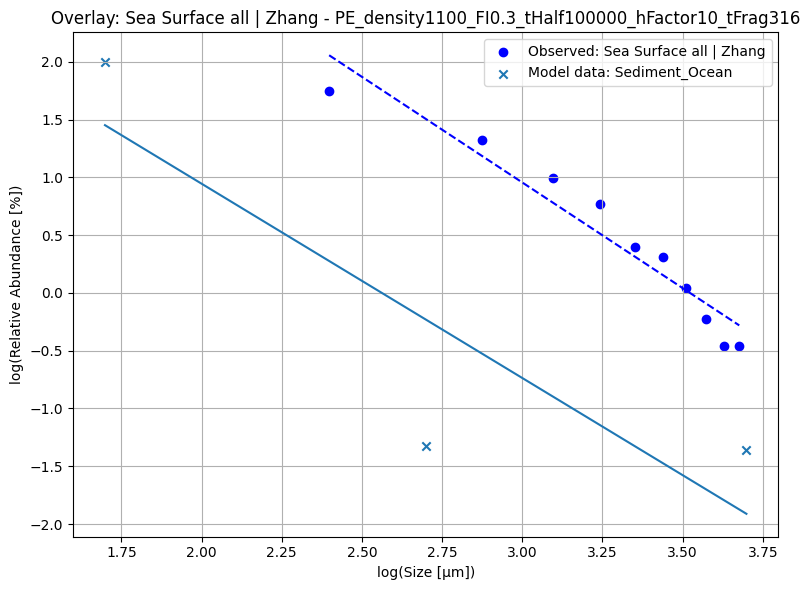 Overlay: Sea Surface all | Zhang - PE_density1100_FI0.3_tHalf100000_hFactor10_tFrag316
Observed: Sea Surface all | Zhang
Model data: Sediment_Ocean
log(Relative Abundance [%])
2.0
1.5
1.0
0.5
0.0
−0.5
−1.0
−1.5
−2.0
1.75 2.00 2.25 2.50 2.75 3.00 3.25 3.50 3.75
log(Size [μm])